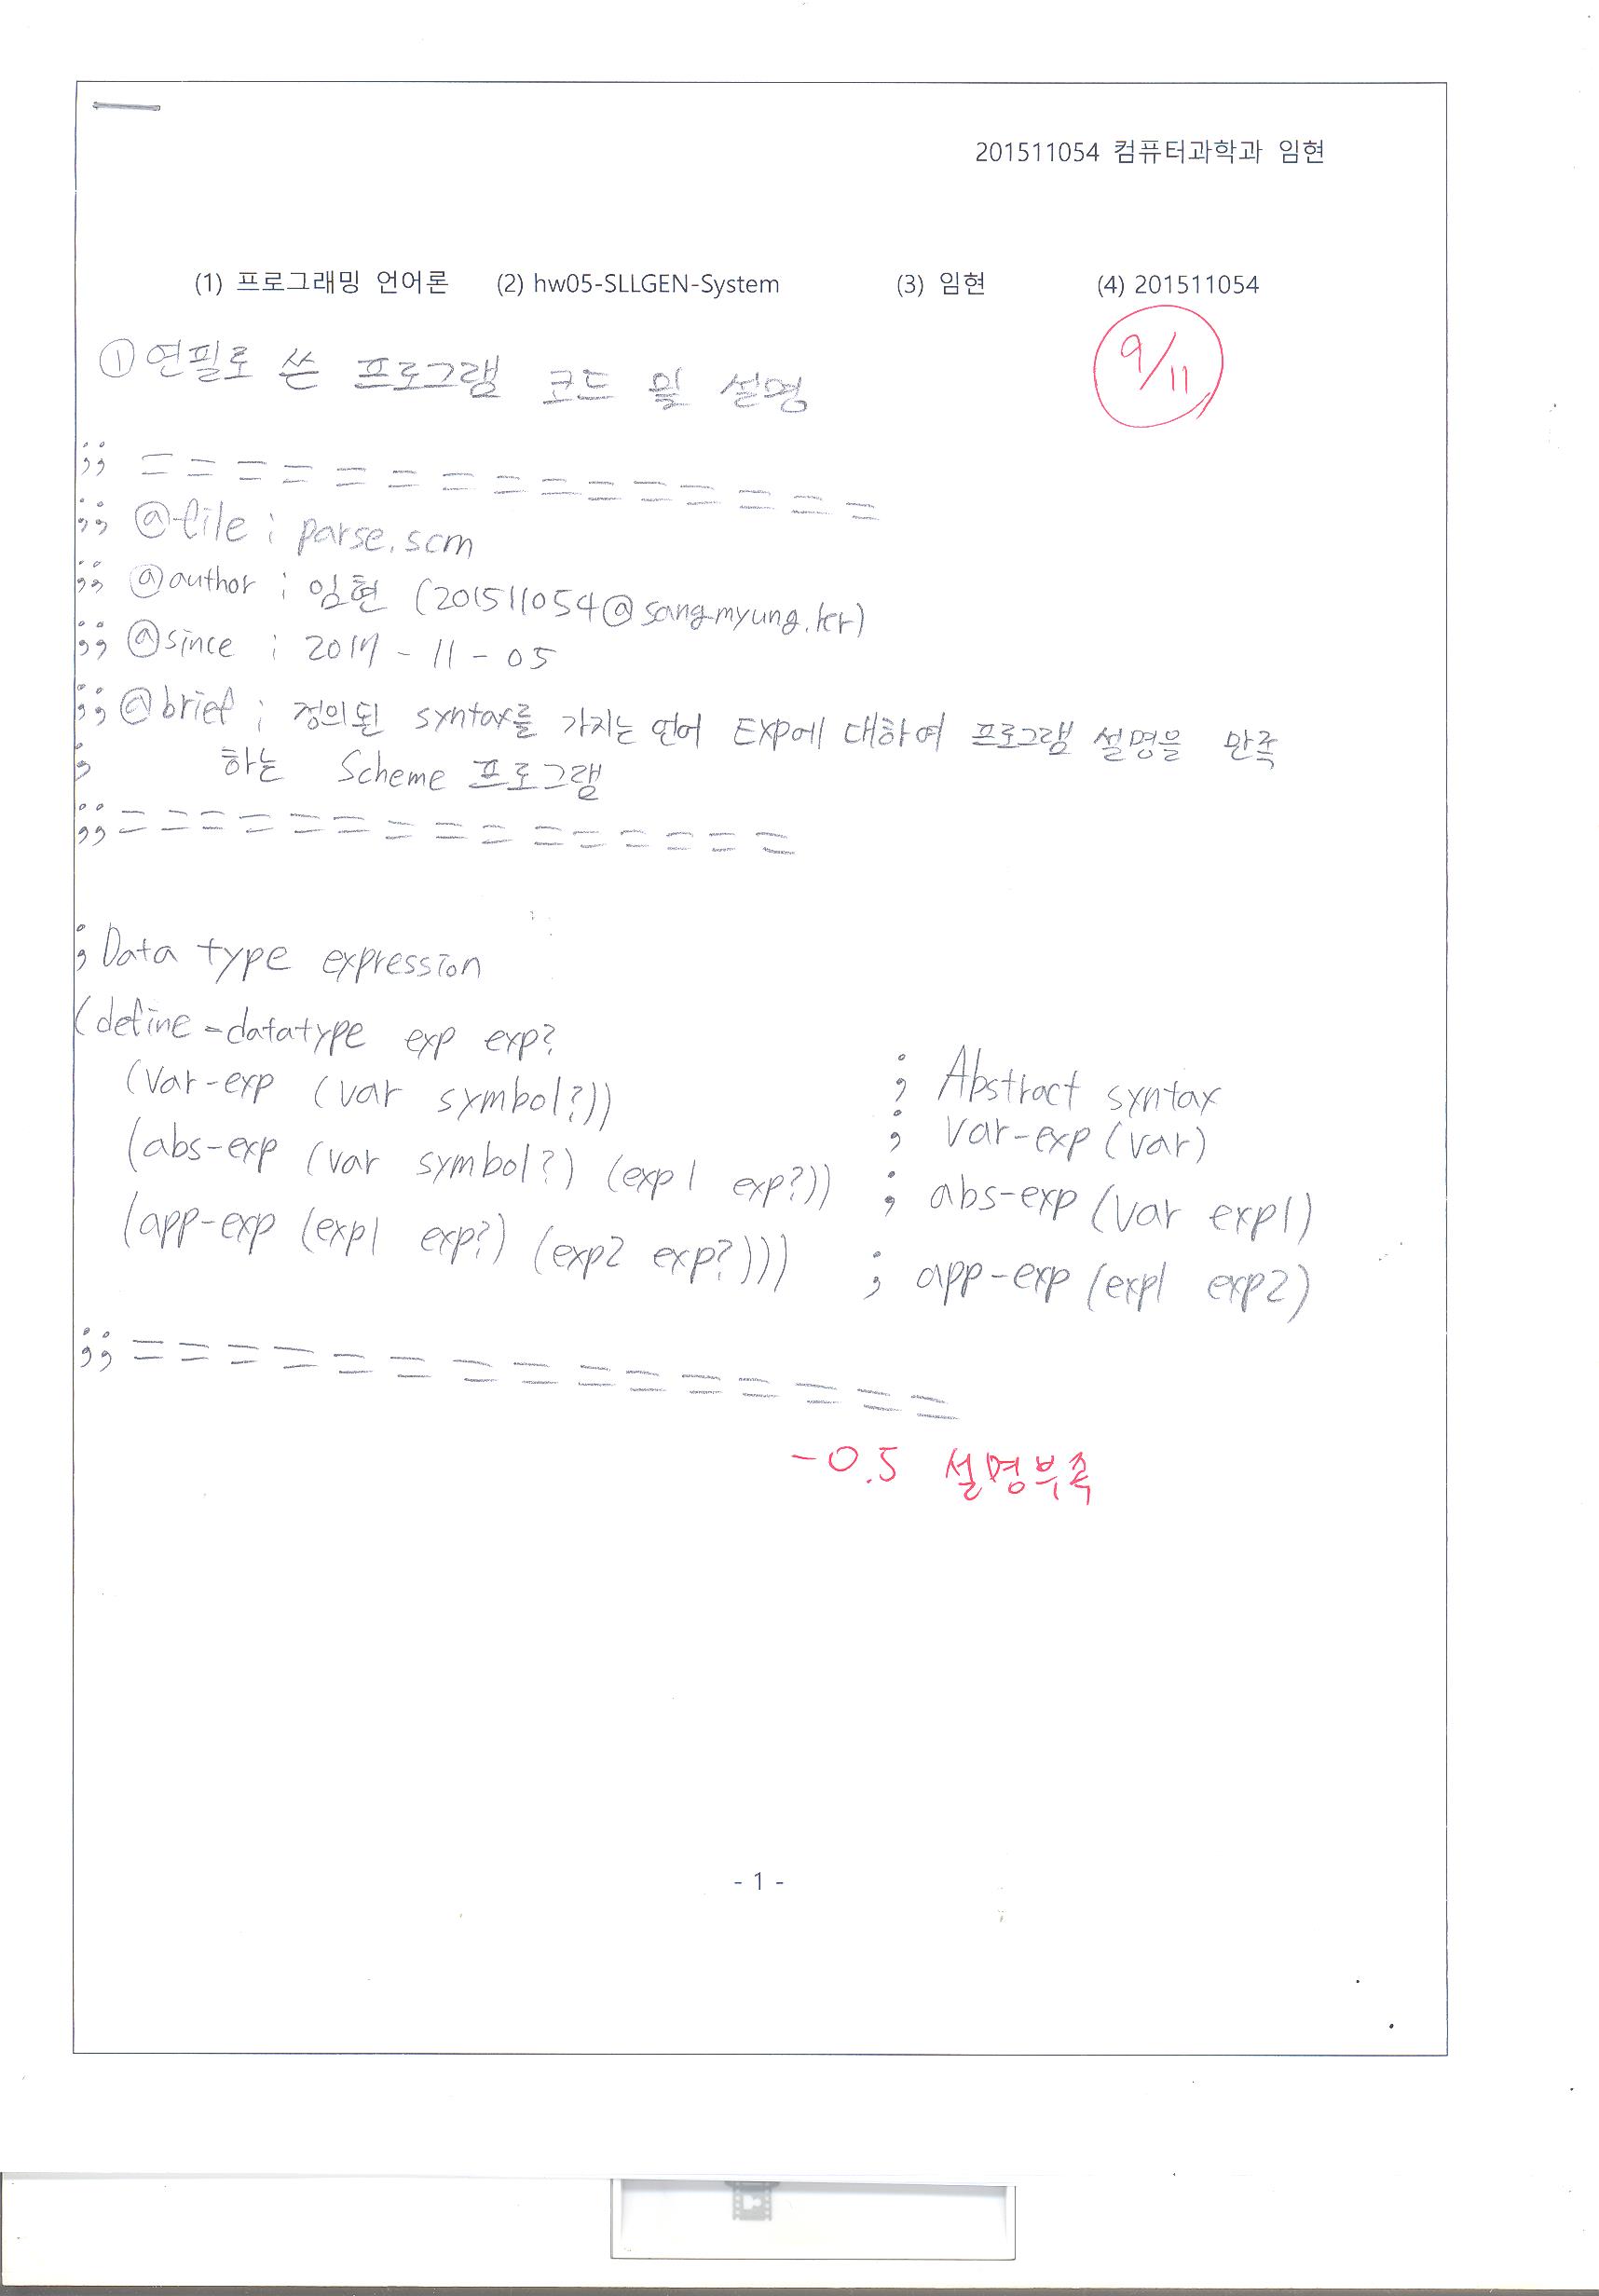 201511054 컴퓨터과학과 임현
(1) 프로그래밍 언어론 (2) hw05-SLLGEN-System (3) 임현 (4) 201511054
9/11
① 연필로 쓴 프로그램 코드 및 설명
;; = = = = = = = = = = = = = = =
;; @file ; parse.scm
;; @author ; 임현 (201511054@sangmyung.kr)
;; @since ; 2017 - 11 - 05
;; @brief ; 정의된 syntax를 가지는 언어 EXP에 대하여 프로그램 설명을 만족
; 하는 Scheme 프로그램
;; = = = = = = = = = = = = = = =
; Data type expression
(define-datatype exp exp?
(var-exp (var symbol?)) ; Abstract syntax
; var-exp (var)
(abs-exp (var symbol?) (exp1 exp?)) ; abs-exp (var exp1)
(app-exp (exp1 exp?) (exp2 exp?))) ; app-exp (exp1 exp2)
;; = = = = = = = = = = = = = = =
-0.5 설명부족
- 1 -